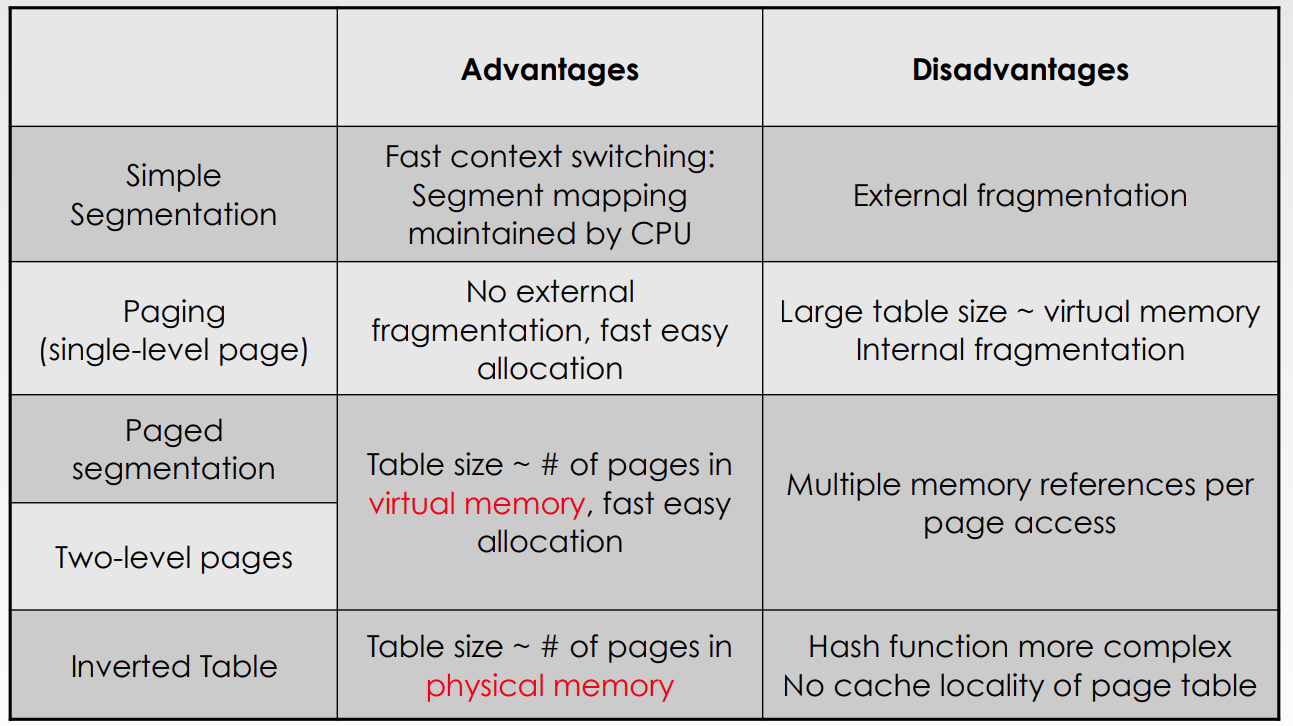 Advantages
Disadvantages
Simple
Segmentation
Fast context switching:
Segment mapping
maintained by CPU
External fragmentation
Paging
(single-level page)
No external
fragmentation, fast easy
allocation
Large table size ~ virtual memory
Internal fragmentation
Paged
segmentation
Two-level pages
Table size ~ # of pages in
virtual memory, fast easy
allocation
Multiple memory references per
page access
Inverted Table
Table size ~ # of pages in
physical memory
Hash function more complex
No cache locality of page table